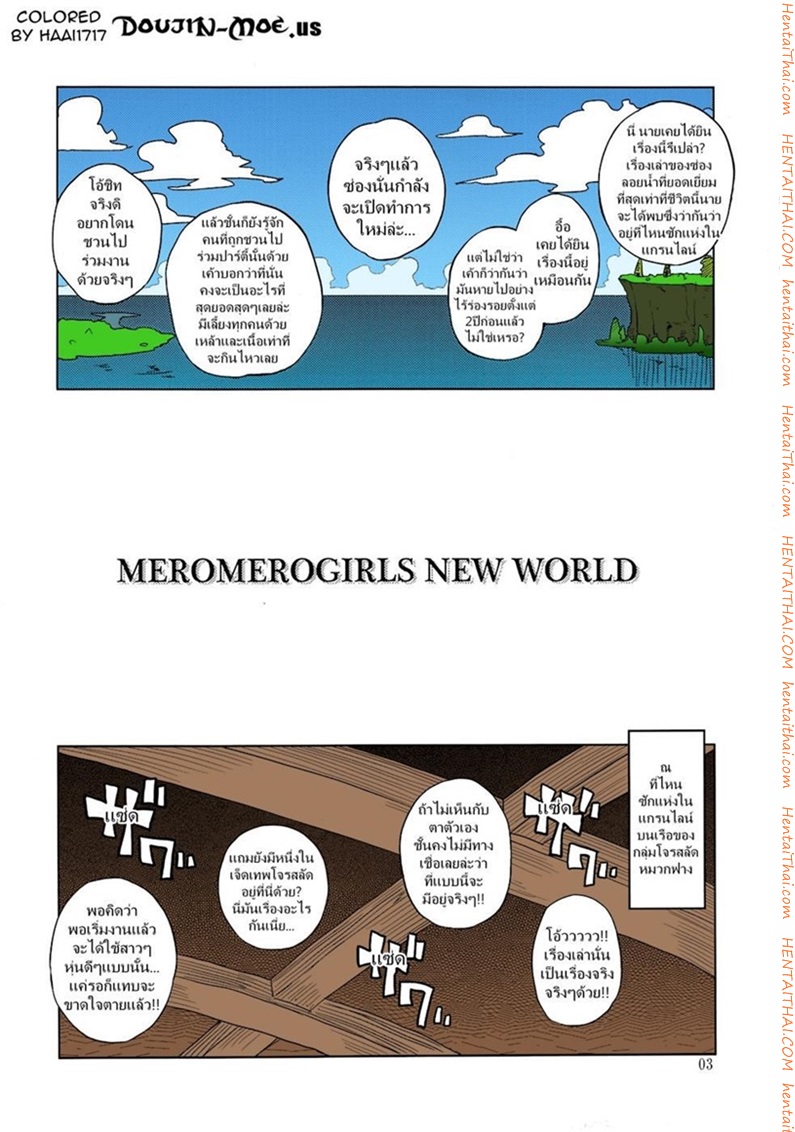 COLORED
BY HAAI1717
DOUJIN-MOE.us
นี่ นายเคยได้ยิน
เรื่องนี้รึเปล่า?
เรื่องเล่าของซ่อง
ลอยน้ำที่ยอดเยี่ยม
ที่สุดเท่าที่ชีวิตนี้นาย
จะได้พบซึ่งว่ากันว่า
อยู่ที่ไหนซักแห่งใน
แกรนไลน์
อื้อ
เคยได้ยิน
เรื่องนี้อยู่
เหมือนกัน
แต่ไม่ใช่ว่า
เค้าก็ว่ากันว่า
มันหายไปอย่าง
ไร้ร่องรอยตั้งแต่
2ปีก่อนแล้ว
ไม่ใช่เหรอ?
จริงๆแล้ว
ซ่องนั่นกำลัง
จะเปิดทำการ
ใหม่ล่ะ...
แล้วชั้นก็ยังรู้จัก
คนที่ถูกชวนไป
ร่วมปาร์ตี้นั้นด้วย
เค้าบอกว่าที่นั่น
คงจะเป็นอะไรที่
สุดยอดสุดๆเลยล่ะ
มีเลี้ยงทุกคนด้วย
เหล้าและเนื้อเท่าที่
จะกินไหวเลย
โอ้ชิท
จริงดิ
อยากโดน
ชวนไป
ร่วมงาน
ด้วยจริงๆ
MEROMEROGIRLS NEW WORLD
ณ
ที่ไหน
ซักแห่งใน
แกรนไลน์
บนเรือของ
กลุ่มโจรสลัด
หมวกฟาง
แซ่ด
โอ้วววว!!
เรื่องเล่านั่น
เป็นเรื่องจริง
จริงๆด้วย!!
ถ้าไม่เห็นกับ
ตาตัวเอง
ชั้นคงไม่มีทาง
เชื่อเลยล่ะว่า
ที่แบบนี้จะ
มีอยู่จริงๆ!!
แซ่ด
แถมยังมีหนึ่งใน
เจ็ดเทพโจรสลัด
อยู่ที่นี่ด้วย?
นี่มันเรื่องอะไร
กันเนี่ย...
แซ่ด
พอคิดว่า
พอเริ่มงานแล้ว
จะได้ใช้สาวๆ
หุ่นดีๆแบบนั้น...
แค่รอก็แทบจะ
ขาดใจตายแล้ว!!
ザワ
ザワ
ザワ
03
HentaiThai.com
HENTAITHAI.COM
hentaithai.com
HentaiThai.com
HENTAITHAI.COM
hentaithai.com
HentaiThai.com
HENTAITHAI.COM
hentai